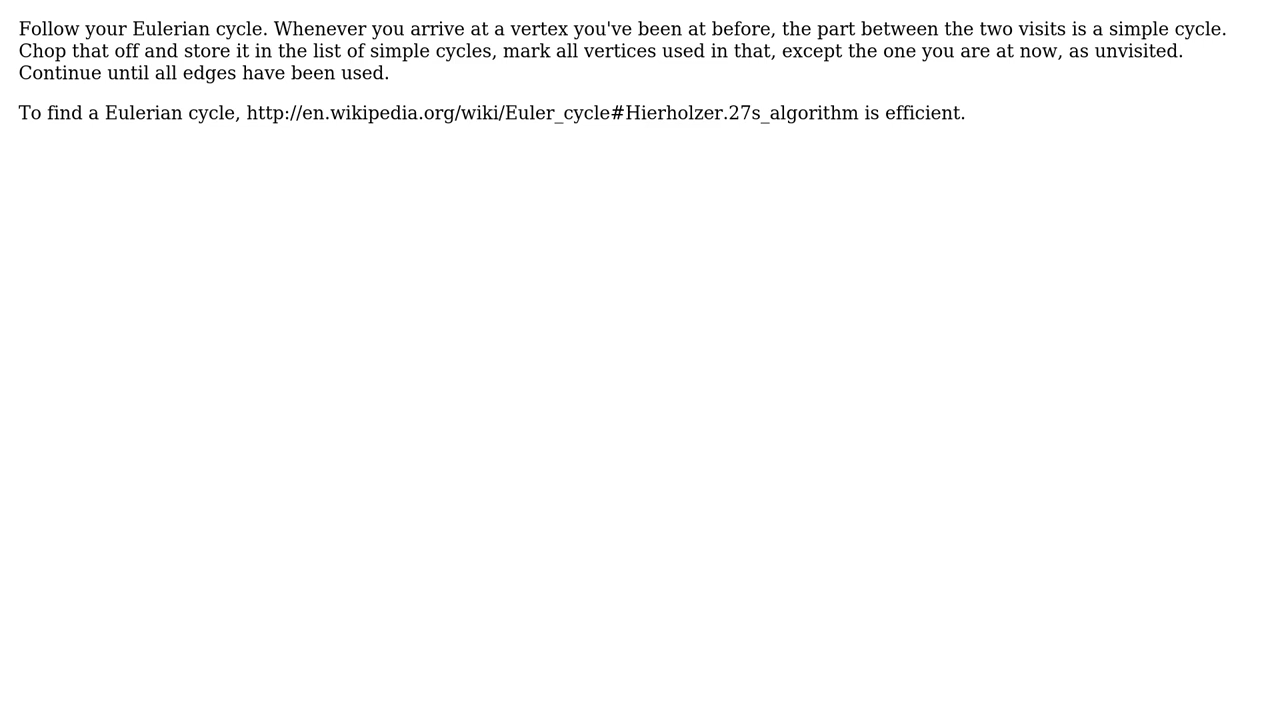 Follow your Eulerian cycle. Whenever you arrive at a vertex you've been at before, the part between the two visits is a simple cycle.
Chop that off and store it in the list of simple cycles, mark all vertices used in that, except the one you are at now, as unvisited.
Continue until all edges have been used.
To find a Eulerian cycle, http://en.wikipedia.org/wiki/Euler_cycle#Hierholzer.27s_algorithm is efficient.